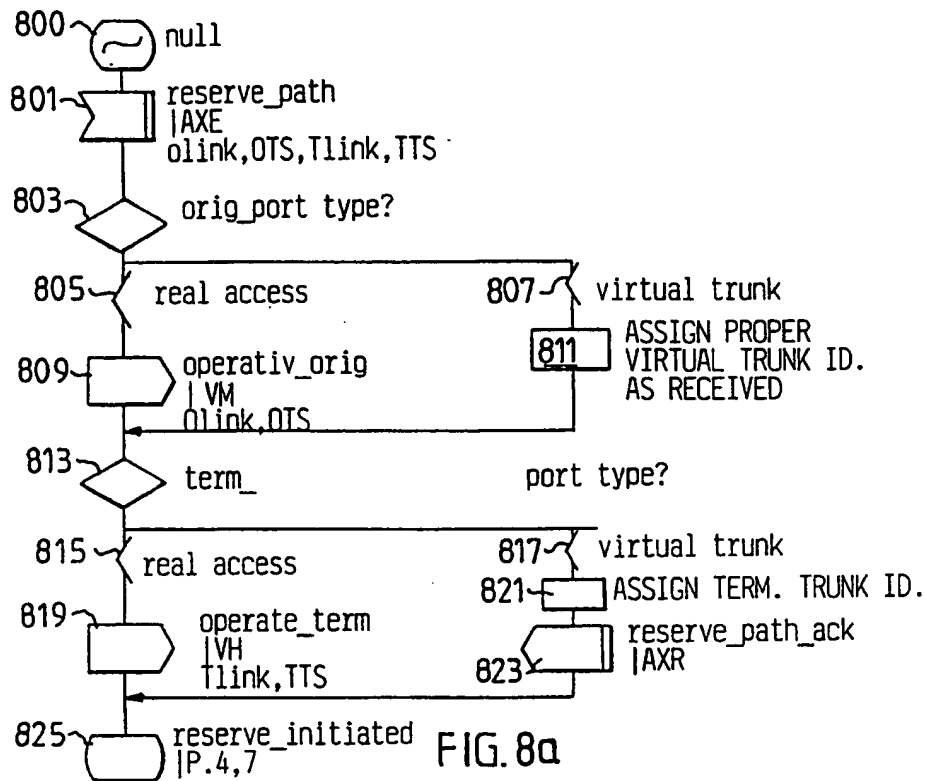 800 null
801 reserve_path
|AXE
olink,OTS,Tlink,TTS
803 orig_port type?
805 real access
807 virtual trunk
809 operativ_orig
|VM
Olink,OTS
811 ASSIGN PROPER
VIRTUAL TRUNK ID.
AS RECEIVED
813 term_ port type?
815 real access
817 virtual trunk
821 ASSIGN TERM. TRUNK ID.
819 operate_term
|VH
Tlink,TTS
823 reserve_path_ack
|AXR
825 reserve_initiated
|P.4,7
FIG. 8a